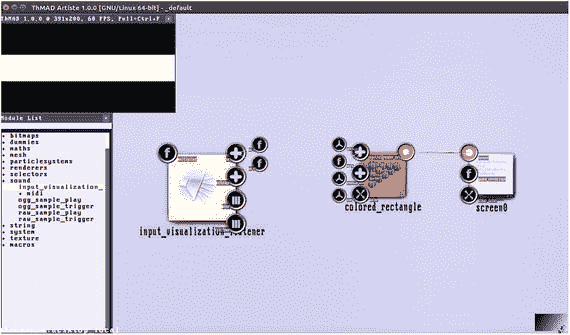 ThMAD Artiste 1.0.0 [GNU/Linux 64-bit] - _default
ThMAD 1.0.0 0 391x200, 60 FPS, Full-Ctrl-F
Module List
bitmaps
dummies
maths
mesh
particlesystems
renderers
selectors
sound
input_visualization_
midi
ogg_sample_play
ogg_sample_trigger
raw_sample_play
raw_sample_trigger
string
system
texture
macros
input_visualization_listener
colored_rectangle
screen0